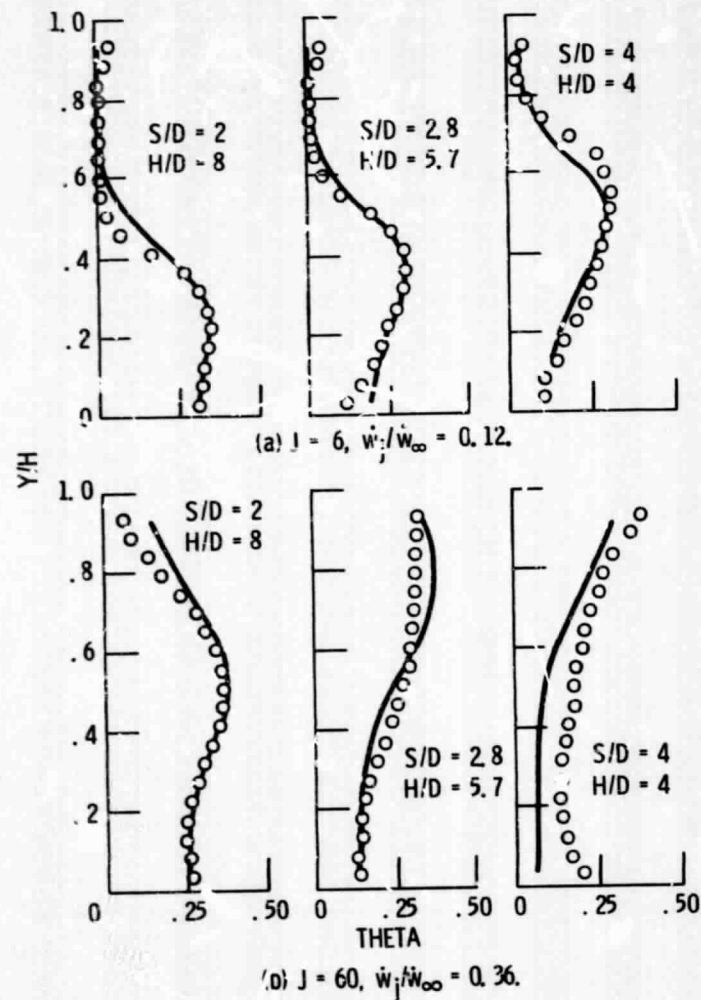 1.0
.8
.6
.4
.2
0
S/D = 2
H/D - 8
S/D = 2.8
H/D = 5.7
S/D = 4
H/D = 4
(a) J = 6, ẇj/ẇ∞ = 0.12.
Y/H
1.0
.8
.6
.4
.2
S/D = 2
H/D = 8
S/D = 2.8
H/D = 5.7
S/D = 4
H/D = 4
0 .25 .50
0 .25 .50
0 .25 .50
THETA
(b) J = 60, ẇj/ẇ∞ = 0.36.